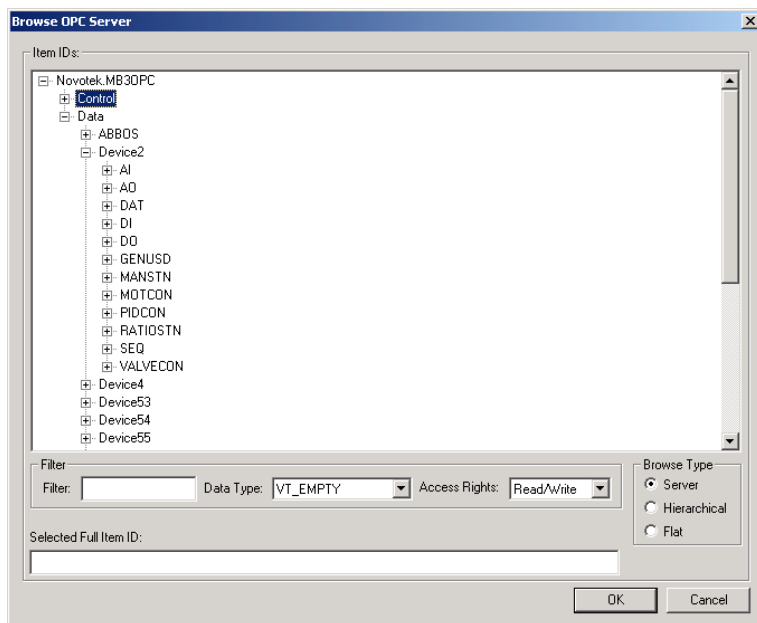 Browse OPC Server
Item IDs:
Novotek.MB3OPC
Control
Data
ABBOS
Device2
AI
AO
DAT
DI
DO
GENUSD
MANSTN
MOTCON
PIDCON
RATIOSTN
SEQ
VALVECON
Device4
Device53
Device54
Device55
Filter
Filter:
Data Type: VT_EMPTY
Access Rights: Read/Write
Browse Type
Server
Hierarchical
Flat
Selected Full Item ID:
OK Cancel